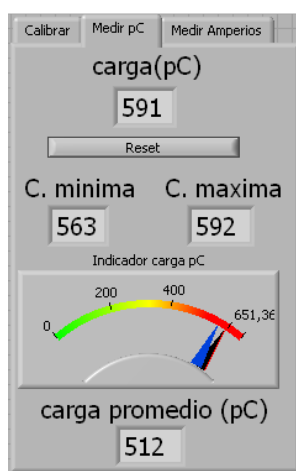 Calibrar Medir pC Medir Amperios
carga(pC)
591
Reset
C. minima C. maxima
563 592
Indicador carga pC
200 400
0 651,36
carga promedio (pC)
512